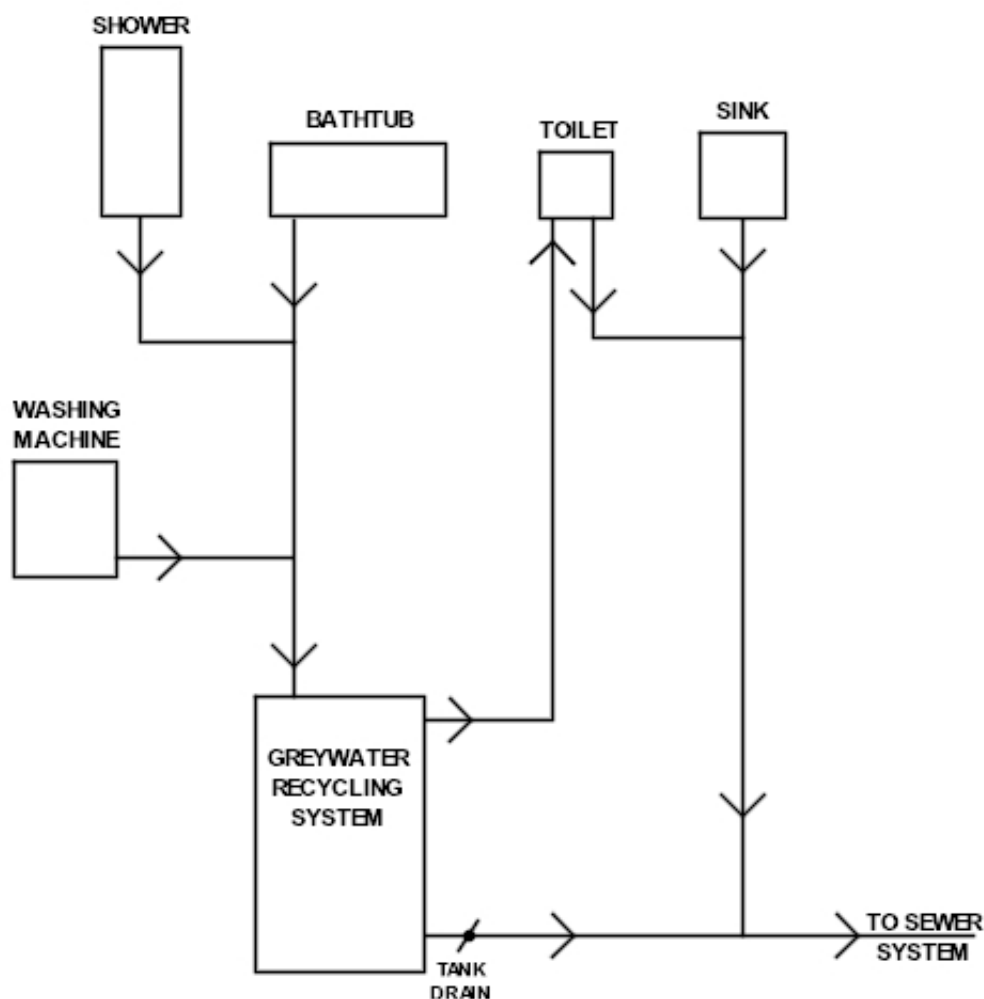 SHOWER
BATHTUB
TOILET
SINK
WASHING
MACHINE
GREYWATER
RECYCLING
SYSTEM
TANK
DRAIN
TO SEWER
SYSTEM